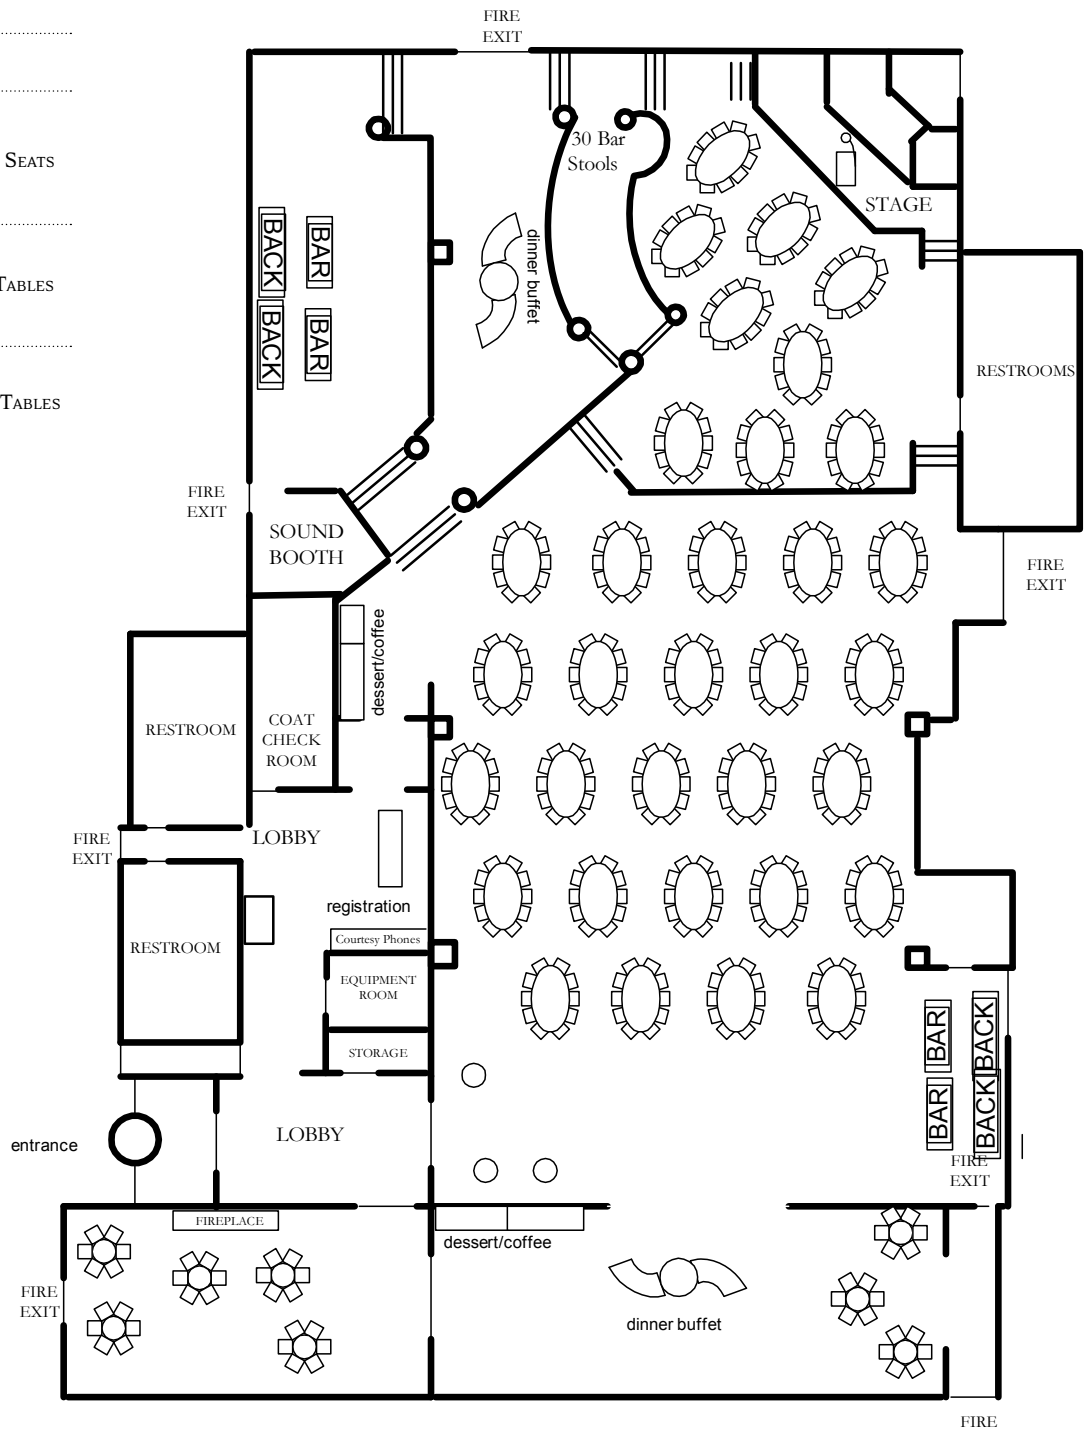 FIRE
EXIT
SEATS
TABLES
TABLES
30 Bar
Stools
STAGE
BACK
BAR
dinner buffet
BACK
BAR
RESTROOMS
FIRE
EXIT
SOUND
BOOTH
FIRE
EXIT
dessert/coffee
RESTROOM
COAT
CHECK
ROOM
FIRE
EXIT
LOBBY
registration
Courtesy Phones
RESTROOM
EQUIPMENT
ROOM
STORAGE
BAR
BACK
BAR
BACK
entrance
LOBBY
FIRE
EXIT
FIREPLACE
dessert/coffee
FIRE
EXIT
dinner buffet
FIRE